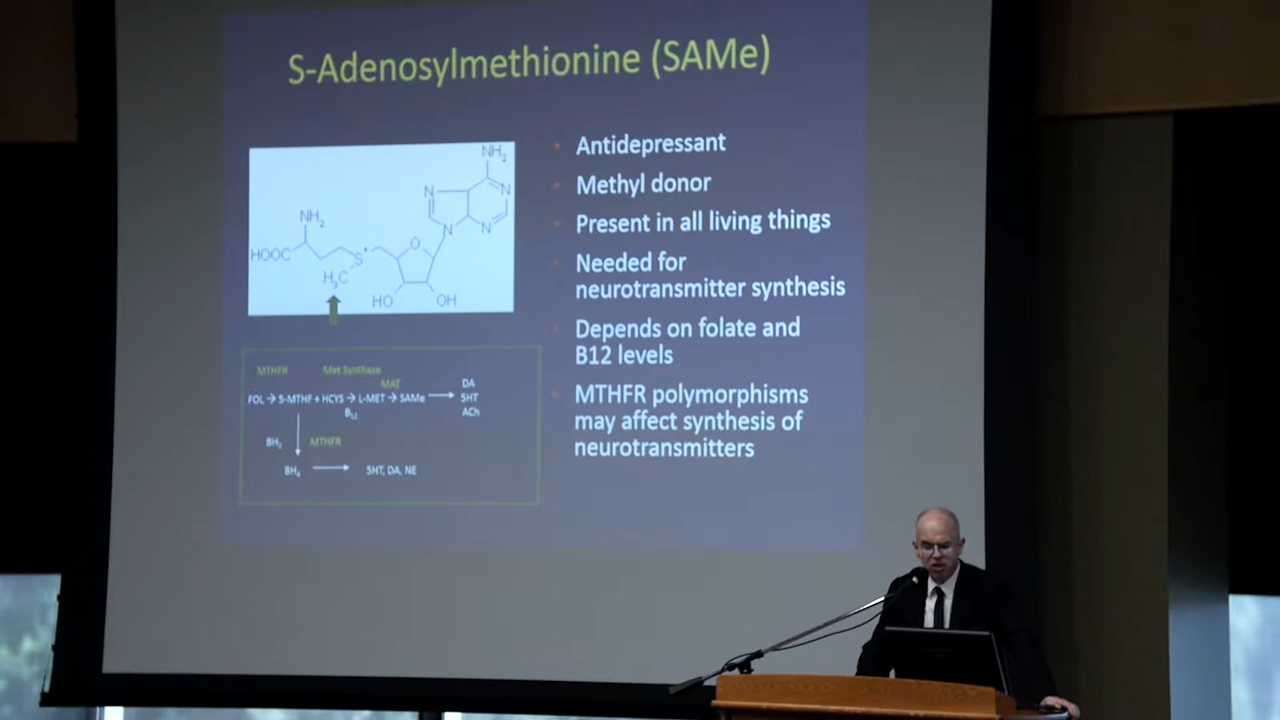 S-Adenosylmethionine (SAMe)
NH2
N
N
N
N
NH2
HOOC
S+
O
H3C
HO
OH
Antidepressant
Methyl donor
Present in all living things
Needed for
neurotransmitter synthesis
Depends on folate and
B12 levels
MTHFR polymorphisms
may affect synthesis of
neurotransmitters
MTHFR
Met Synthase
MAT
FOL → 5-MTHF + HCYS → L-MET → SAMe →
B12
DA
5HT
ACh
BH2
MTHFR
BH4 → 5HT, DA, NE